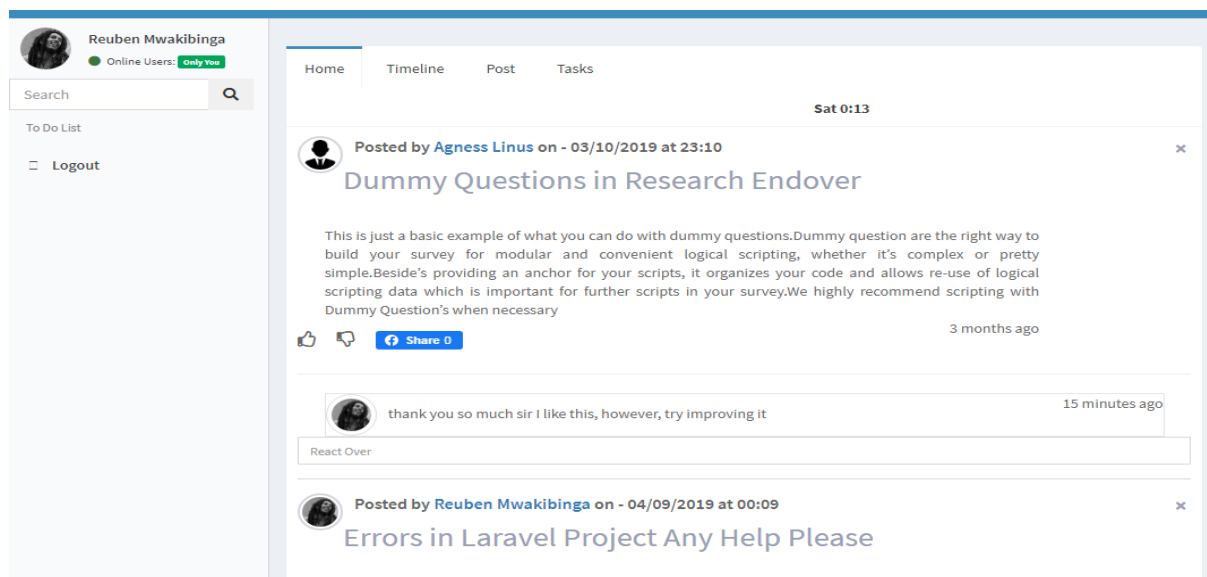 Reuben Mwakibinga
Online Users: Only You
Search
To Do List
Logout
Home Timeline Post Tasks
Sat 0:13
Posted by Agness Linus on - 03/10/2019 at 23:10
×
Dummy Questions in Research Endover
This is just a basic example of what you can do with dummy questions.Dummy question are the right way to
build your survey for modular and convenient logical scripting, whether it's complex or pretty
simple.Beside's providing an anchor for your scripts, it organizes your code and allows re-use of logical
scripting data which is important for further scripts in your survey.We highly recommend scripting with
Dummy Question's when necessary
3 months ago
Share 0
thank you so much sir I like this, however, try improving it
15 minutes ago
React Over
Posted by Reuben Mwakibinga on - 04/09/2019 at 00:09
×
Errors in Laravel Project Any Help Please